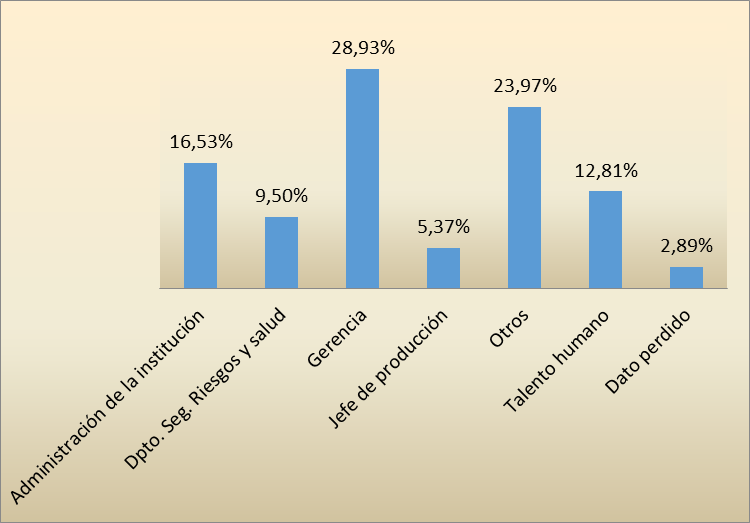 28,93%
23,97%
16,53%
12,81%
9,50%
5,37%
2,89%
Administración de la institución
Dpto. Seg. Riesgos y salud
Gerencia
Jefe de producción
Otros
Talento humano
Dato perdido